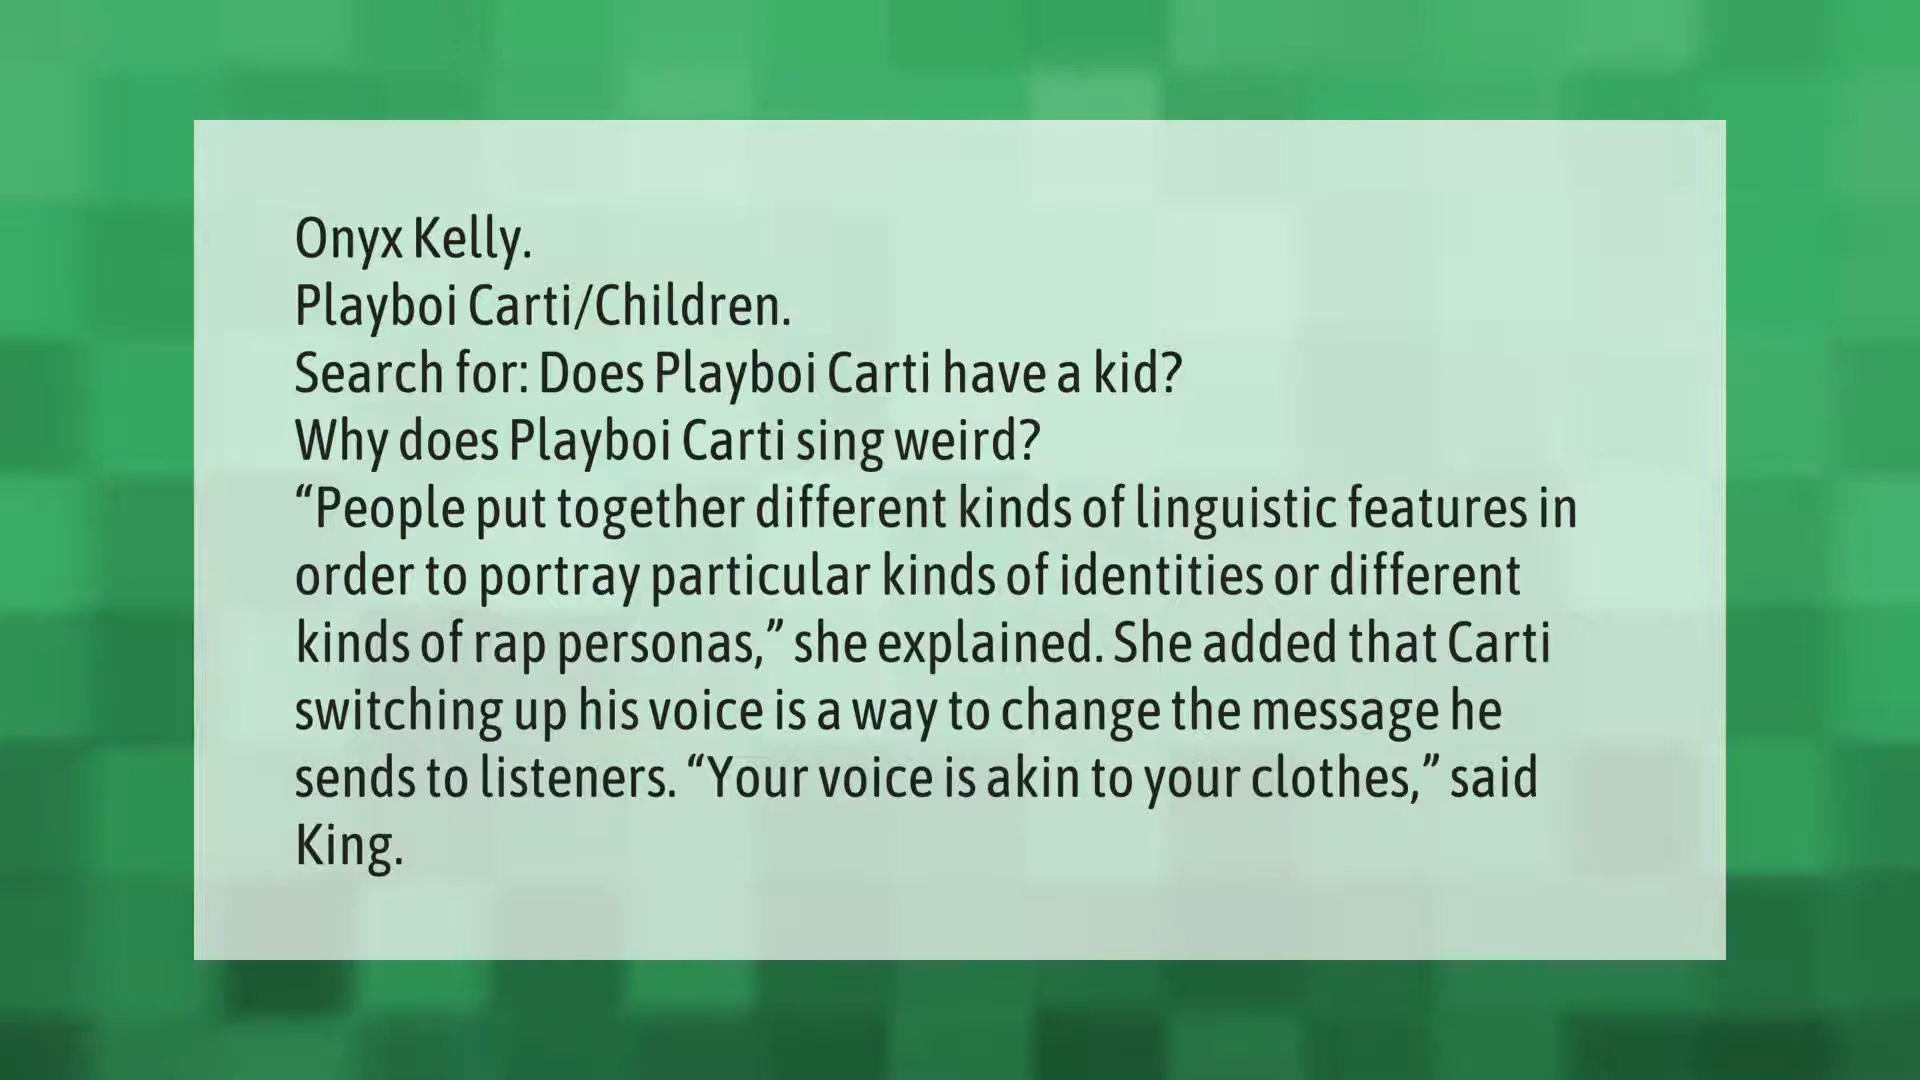 Onyx Kelly.
Playboi Carti/Children.
Search for: Does Playboi Carti have a kid?
Why does Playboi Carti sing weird?
“People put together different kinds of linguistic features in
order to portray particular kinds of identities or different
kinds of rap personas,” she explained. She added that Carti
switching up his voice is a way to change the message he
sends to listeners. “Your voice is akin to your clothes,” said
King.